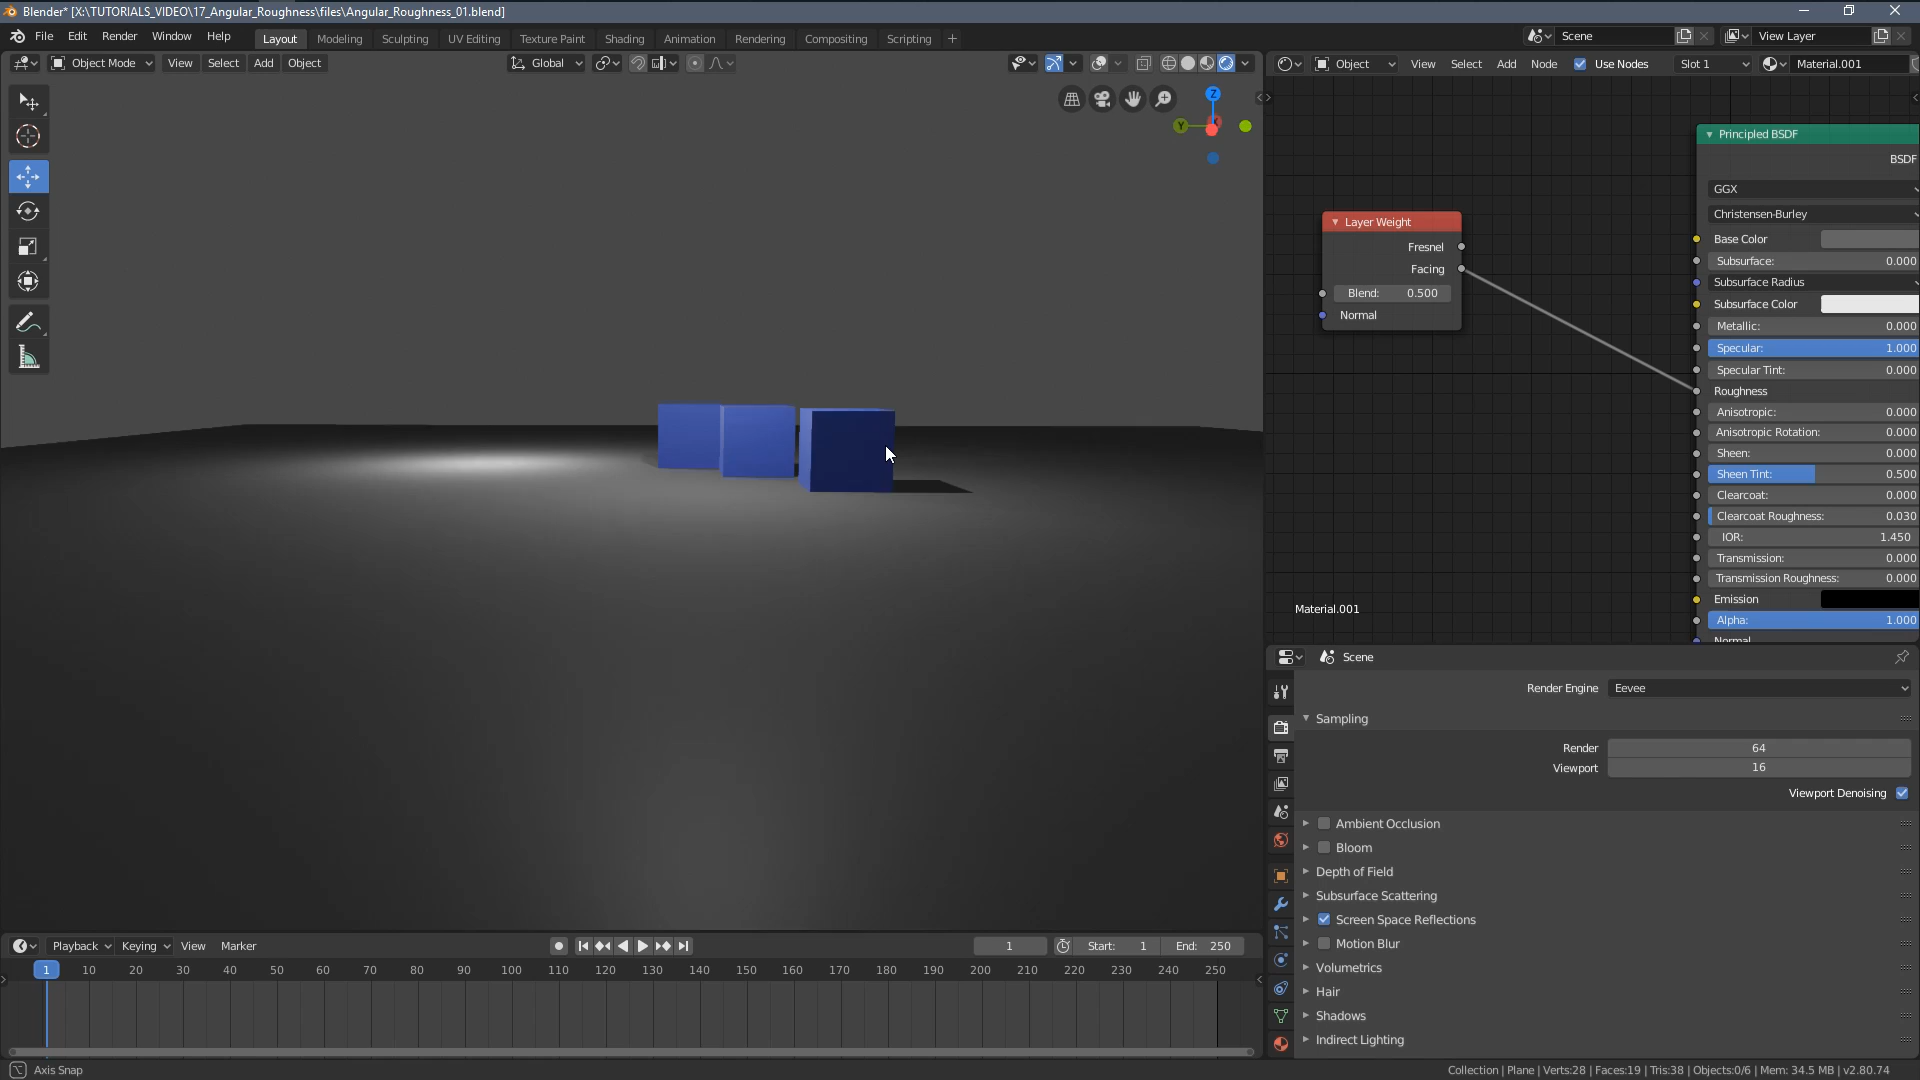 Blender* [X:\TUTORIALS_VIDEO\17_Angular_Roughness\files\Angular_Roughness_01.blend]
File Edit Render Window Help Layout Modeling Sculpting UV Editing Texture Paint Shading Animation Rendering Compositing Scripting + Scene View Layer
Object Mode View Select Add Object Global Object View Select Add Node Use Nodes Slot 1 Material.001
Z
Y
Principled BSDF
BSDF
GGX
Christensen-Burley
Layer Weight
Fresnel
Facing
Blend: 0.500
Normal
Base Color
Subsurface: 0.000
Subsurface Radius
Subsurface Color
Metallic: 0.000
Specular: 1.000
Specular Tint: 0.000
Roughness
Anisotropic: 0.000
Anisotropic Rotation: 0.000
Sheen: 0.000
Sheen Tint: 0.500
Clearcoat: 0.000
Clearcoat Roughness: 0.030
IOR: 1.450
Transmission: 0.000
Transmission Roughness: 0.000
Emission
Alpha: 1.000
Normal
Material.001
Scene
Render Engine Eevee
Sampling
Render 64
Viewport 16
Viewport Denoising
Ambient Occlusion
Bloom
Depth of Field
Subsurface Scattering
Screen Space Reflections
Motion Blur
Volumetrics
Hair
Shadows
Indirect Lighting
Playback Keying View Marker 1 Start: 1 End: 250
1 10 20 30 40 50 60 70 80 90 100 110 120 130 140 150 160 170 180 190 200 210 220 230 240 250
Axis Snap
Collection | Plane | Verts:28 | Faces:19 | Tris:38 | Objects:0/6 | Mem: 34.5 MB | v2.80.74